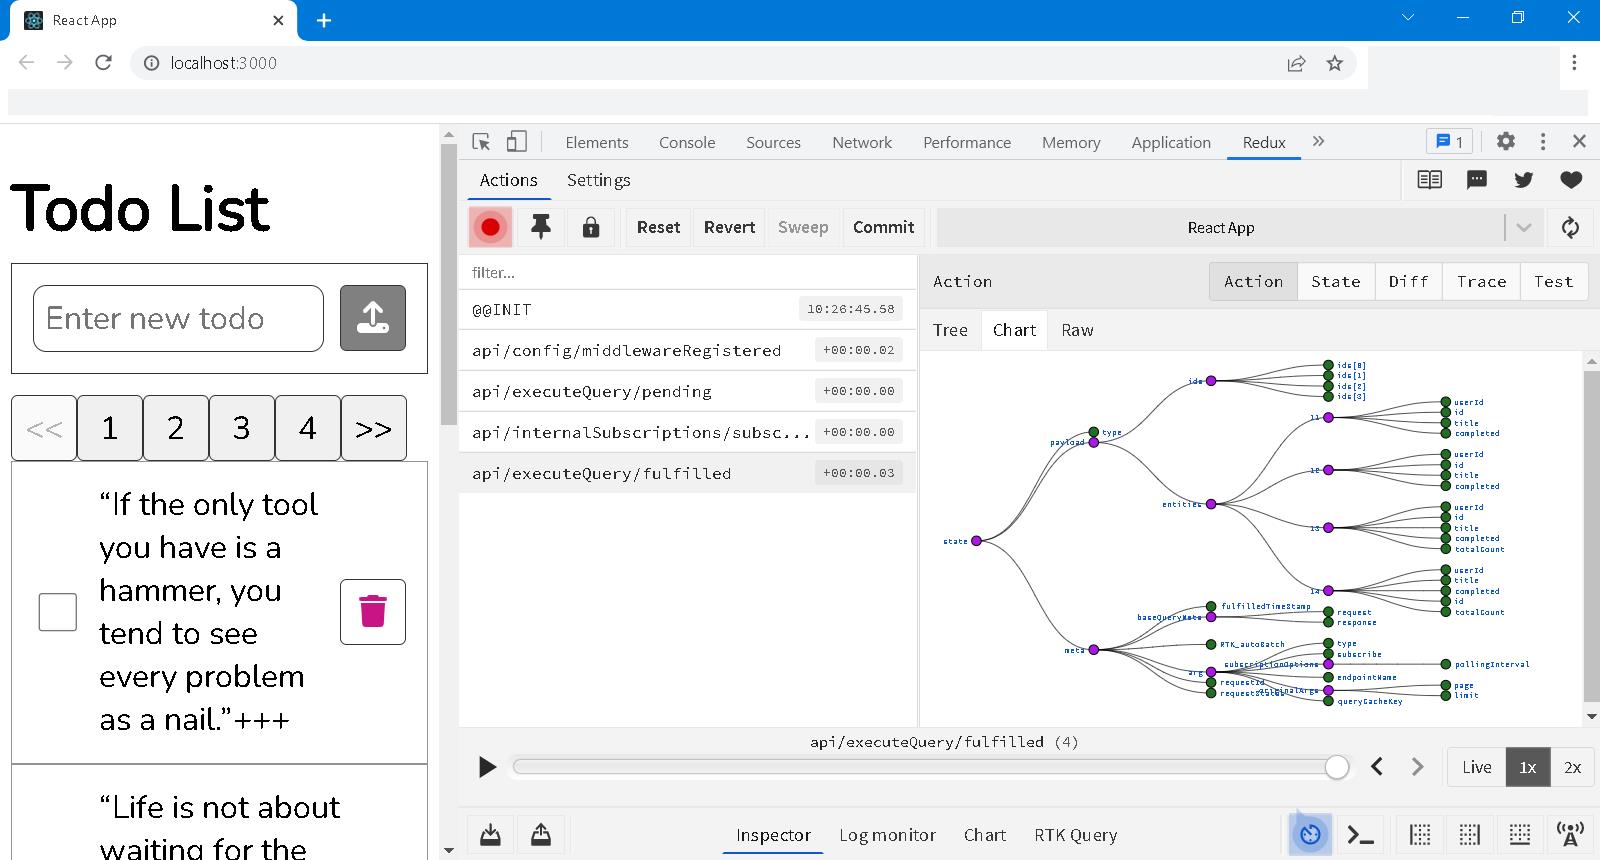 React App
localhost:3000
Elements Console Sources Network Performance Memory Application Redux 1
Actions Settings
Reset Revert Sweep Commit React App
filter...
@@INIT 10:26:45.58
api/config/middlewareRegistered +00:00.02
api/executeQuery/pending +00:00.00
api/internalSubscriptions/subsc... +00:00.00
api/executeQuery/fulfilled +00:00.03
Action Action State Diff Trace Test
Tree Chart Raw
state
payload
type
ids
ids[0]
ids[1]
ids[2]
ids[3]
entities
11
userId
id
title
completed
12
userId
id
title
completed
13
userId
id
title
completed
totalCount
14
userId
title
completed
id
totalCount
meta
fulfilledTimeStamp
baseQueryMeta
request
response
RTK_autoBatch
arg
type
subscribe
subscriptionOptions
pollingInterval
endpointName
originalArgs
page
limit
queryCacheKey
requestId
requestStatus
api/executeQuery/fulfilled (4)
Live 1x 2x
Inspector Log monitor Chart RTK Query
Todo List
Enter new todo
<< 1 2 3 4 >>
“If the only tool
you have is a
hammer, you
tend to see
every problem
as a nail.”+++
“Life is not about
waiting for the